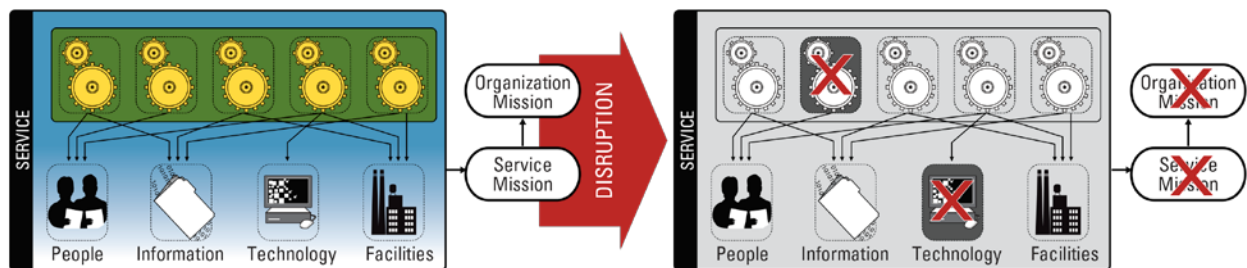 SERVICE
People
Information
Technology
Facilities
Organization
Mission
Service
Mission
DISRUPTION
SERVICE
People
Information
Technology
Facilities
Organization
Mission
Service
Mission